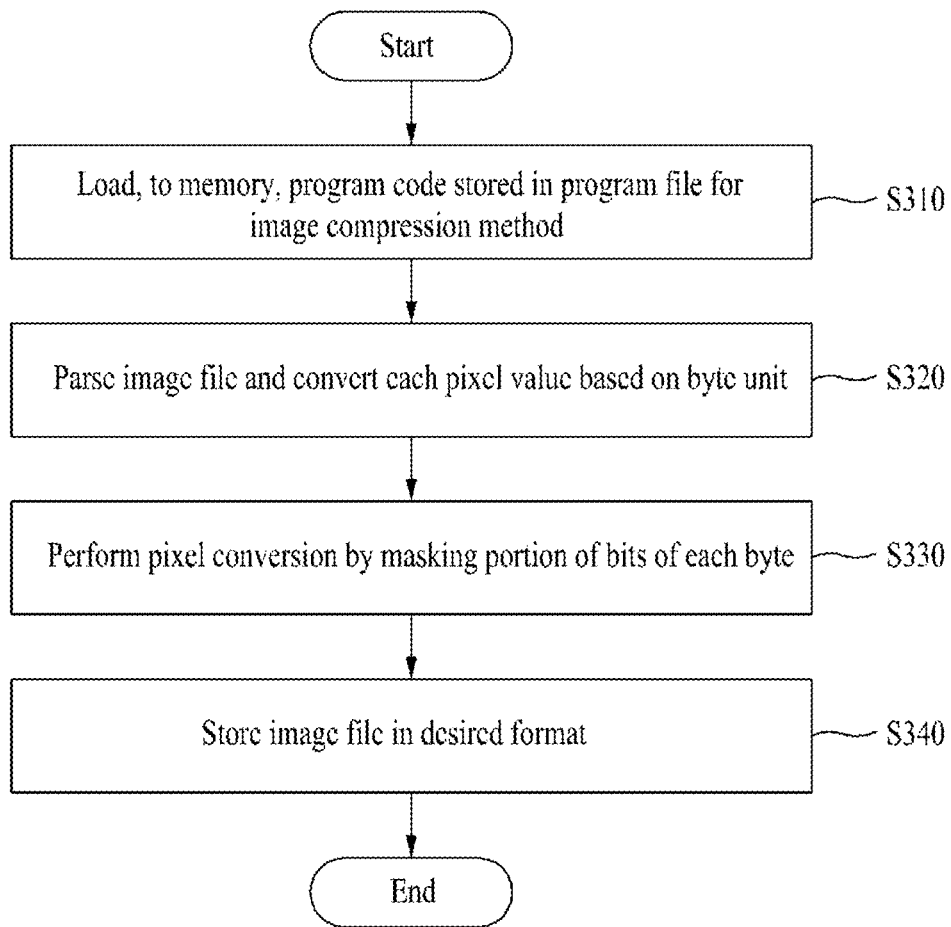 Start
Load, to memory, program code stored in program file for
image compression method
S310
Parse image file and convert each pixel value based on byte unit
S320
Perform pixel conversion by masking portion of bits of each byte
S330
Store image file in desired format
S340
End